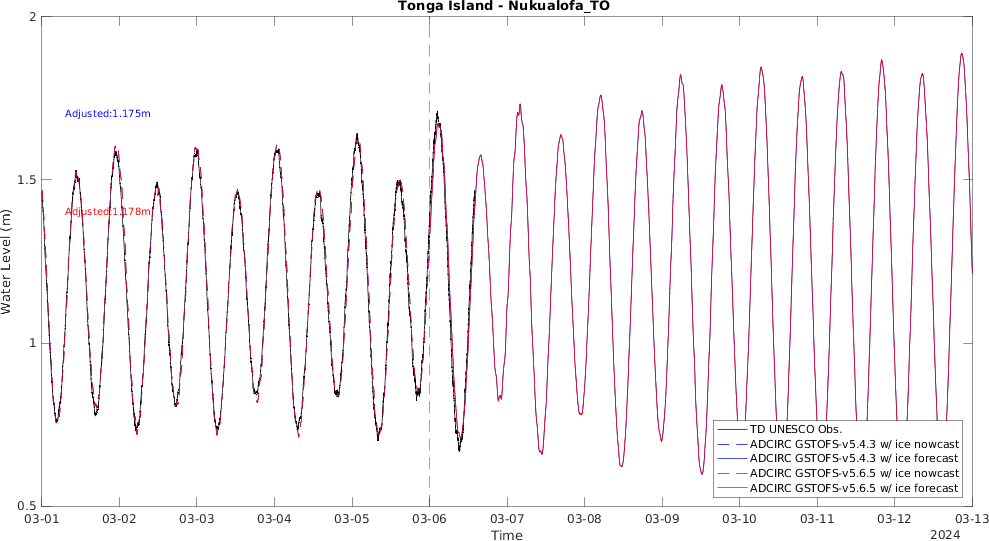 Tonga Island - Nukualofa_TO
2
Adjusted:1.175m
1.5
Adjusted:1.178m
Water Level (m)
1
TD UNESCO Obs.
ADCIRC GSTOFS-v5.4.3 w/ ice nowcast
ADCIRC GSTOFS-v5.4.3 w/ ice forecast
ADCIRC GSTOFS-v5.6.5 w/ ice nowcast
ADCIRC GSTOFS-v5.6.5 w/ ice forecast
0.5
03-01 03-02 03-03 03-04 03-05 03-06 03-07 03-08 03-09 03-10 03-11 03-12 03-13
Time
2024